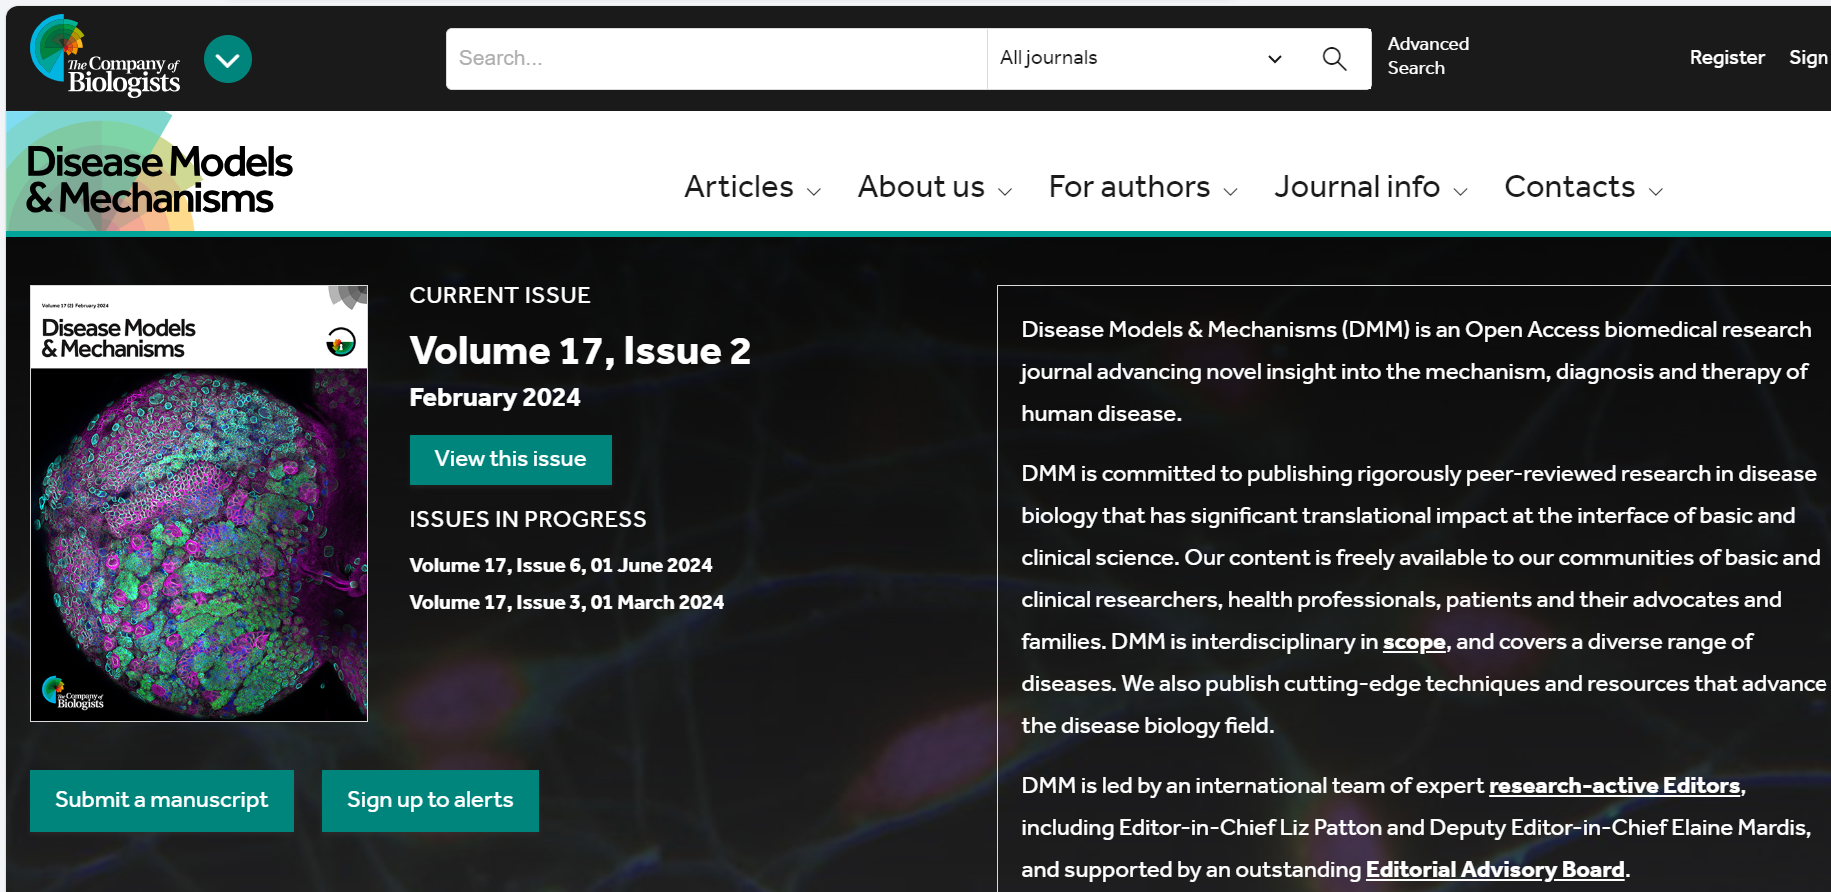 The Company of
Biologists
Search...
All journals
Advanced
Search
Register
Sign
Disease Models
& Mechanisms
Articles
About us
For authors
Journal info
Contacts
Volume 17 (2) February 2024
Disease Models
& Mechanisms
The Company of
Biologists
CURRENT ISSUE
Volume 17, Issue 2
February 2024
View this issue
ISSUES IN PROGRESS
Volume 17, Issue 6, 01 June 2024
Volume 17, Issue 3, 01 March 2024
Submit a manuscript
Sign up to alerts
Disease Models & Mechanisms (DMM) is an Open Access biomedical research
journal advancing novel insight into the mechanism, diagnosis and therapy of
human disease.
DMM is committed to publishing rigorously peer-reviewed research in disease
biology that has significant translational impact at the interface of basic and
clinical science. Our content is freely available to our communities of basic and
clinical researchers, health professionals, patients and their advocates and
families. DMM is interdisciplinary in scope, and covers a diverse range of
diseases. We also publish cutting-edge techniques and resources that advance
the disease biology field.
DMM is led by an international team of expert research-active Editors,
including Editor-in-Chief Liz Patton and Deputy Editor-in-Chief Elaine Mardis,
and supported by an outstanding Editorial Advisory Board.